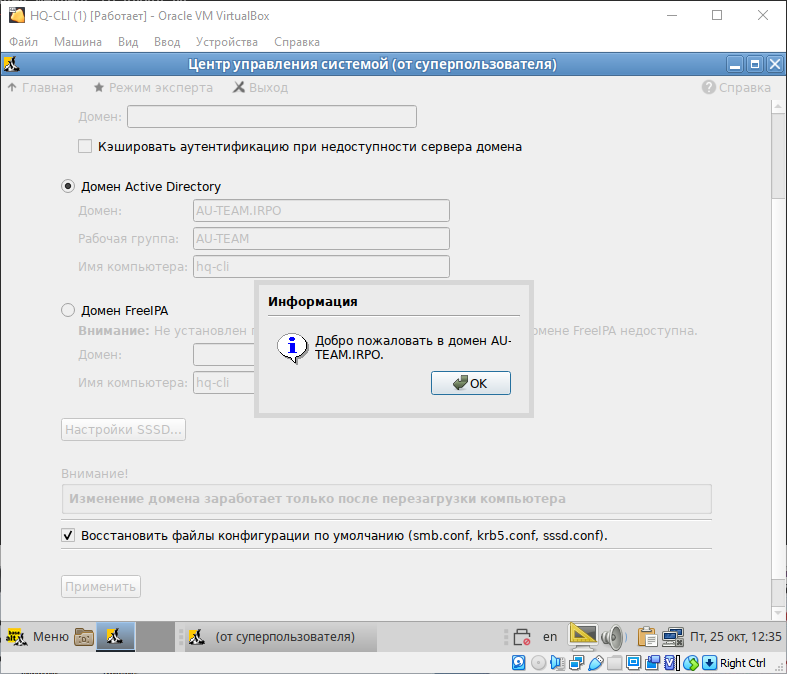 HQ-CLI (1) [Работает] - Oracle VM VirtualBox
Файл Машина Вид Ввод Устройства Справка
Центр управления системой (от суперпользователя)
Главная Режим эксперта Выход Справка
Домен:
Кэшировать аутентификацию при недоступности сервера домена
Домен Active Directory
Домен: AU-TEAM.IRPO
Рабочая группа: AU-TEAM
Имя компьютера: hq-cli
Домен FreeIPA
Внимание: Не установлен омене FreeIPA недоступна.
Домен:
Имя компьютера: hq-cli
Информация
Добро пожаловать в домен AU-
TEAM.IRPO.
OK
Настройки SSSD...
Внимание!
Изменение домена заработает только после перезагрузки компьютера
Восстановить файлы конфигурации по умолчанию (smb.conf, krb5.conf, sssd.conf).
Применить
Меню (от суперпользователя) en Пт, 25 окт, 12:35
Right Ctrl